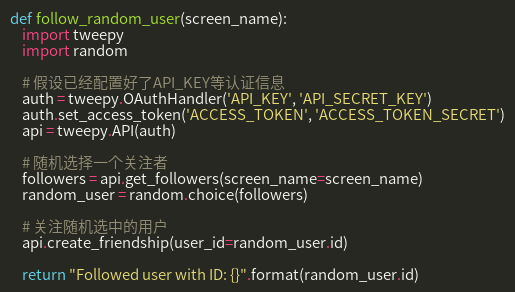 def follow_random_user(screen_name):
    import tweepy
    import random

    # 假设已经配置好了API_KEY等认证信息
    auth = tweepy.OAuthHandler('API_KEY', 'API_SECRET_KEY')
    auth.set_access_token('ACCESS_TOKEN', 'ACCESS_TOKEN_SECRET')
    api = tweepy.API(auth)

    # 随机选择一个关注者
    followers = api.get_followers(screen_name=screen_name)
    random_user = random.choice(followers)

    # 关注随机选中的用户
    api.create_friendship(user_id=random_user.id)

    return "Followed user with ID: {}".format(random_user.id)